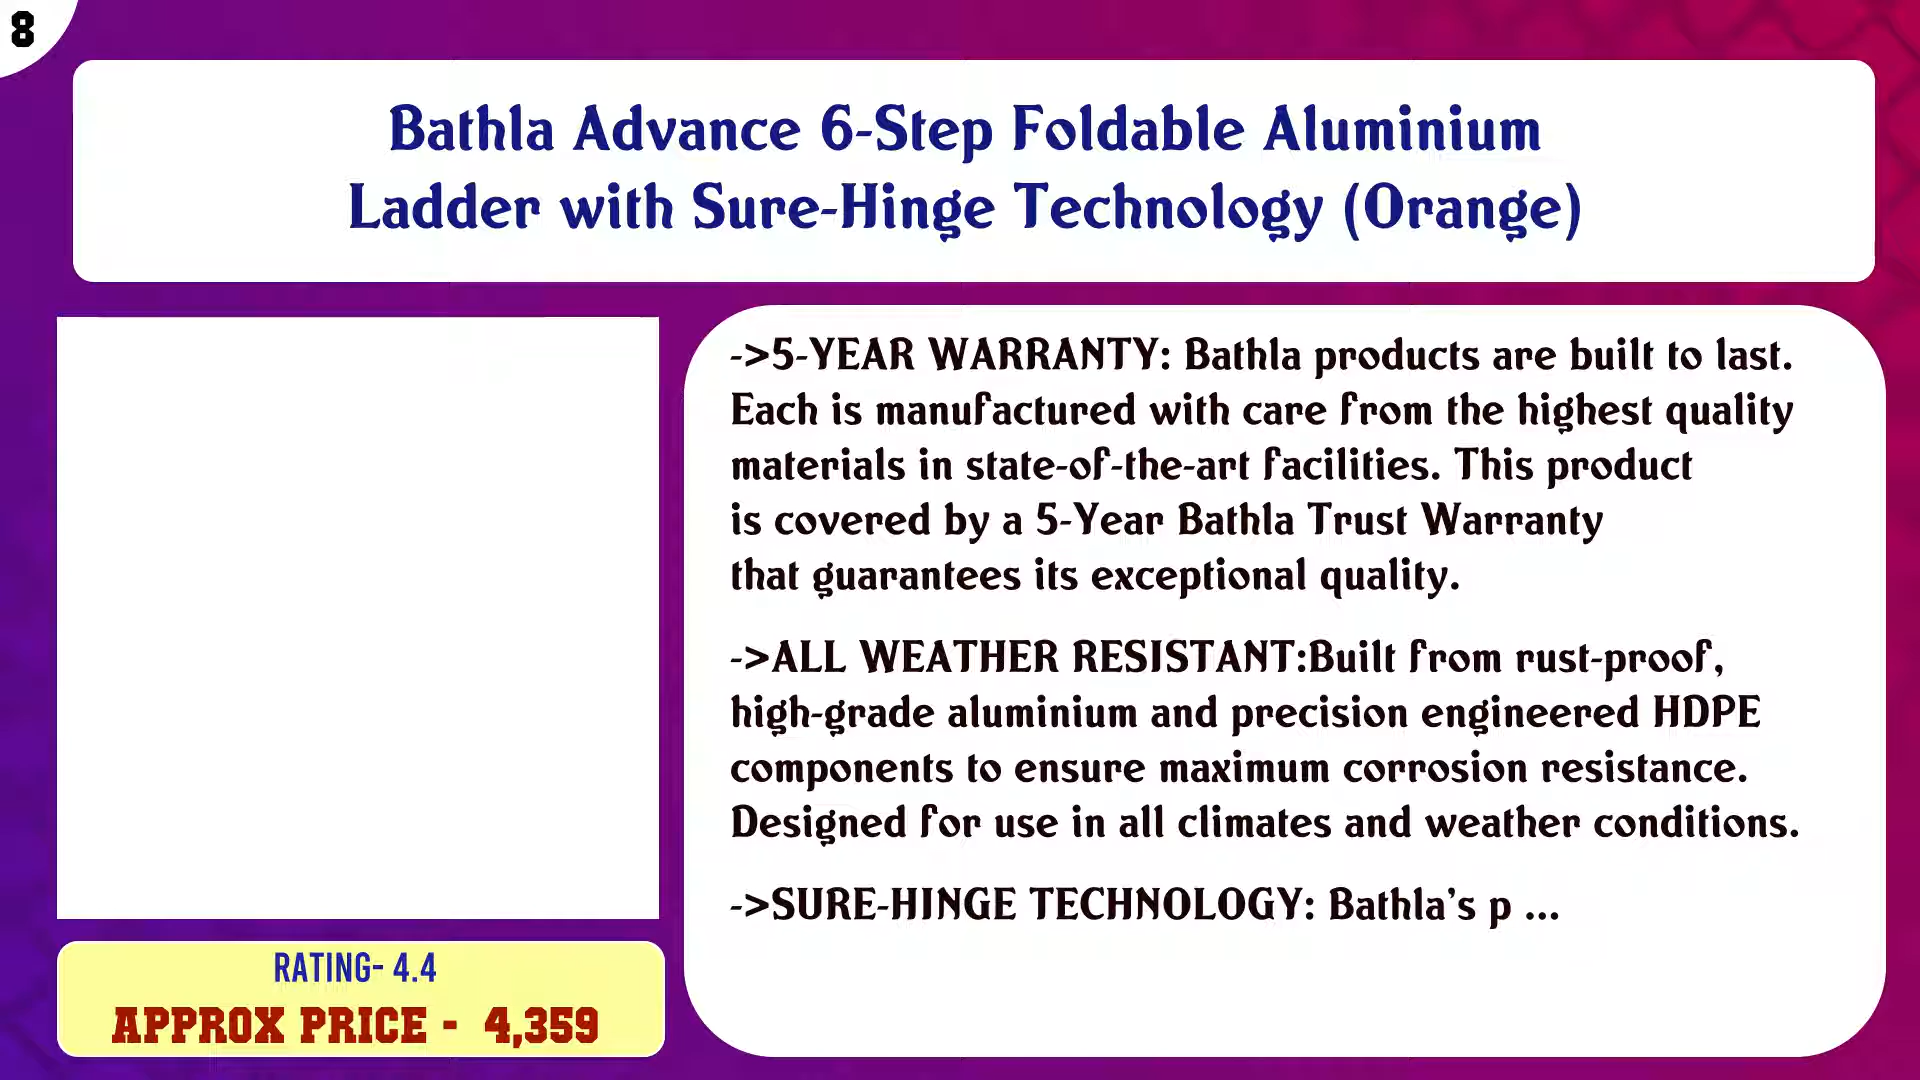 8
Bathla Advance 6-Step Foldable Aluminium
Ladder with Sure-Hinge Technology (Orange)
->5-YEAR WARRANTY: Bathla products are built to last.
Each is manufactured with care from the highest quality
materials in state-of-the-art facilities. This product
is covered by a 5-Year Bathla Trust Warranty
that guarantees its exceptional quality.
->ALL WEATHER RESISTANT:Built from rust-proof,
high-grade aluminium and precision engineered HDPE
components to ensure maximum corrosion resistance.
Designed for use in all climates and weather conditions.
->SURE-HINGE TECHNOLOGY: Bathla's p ...
RATING- 4.4
APPROX PRICE - 4,359